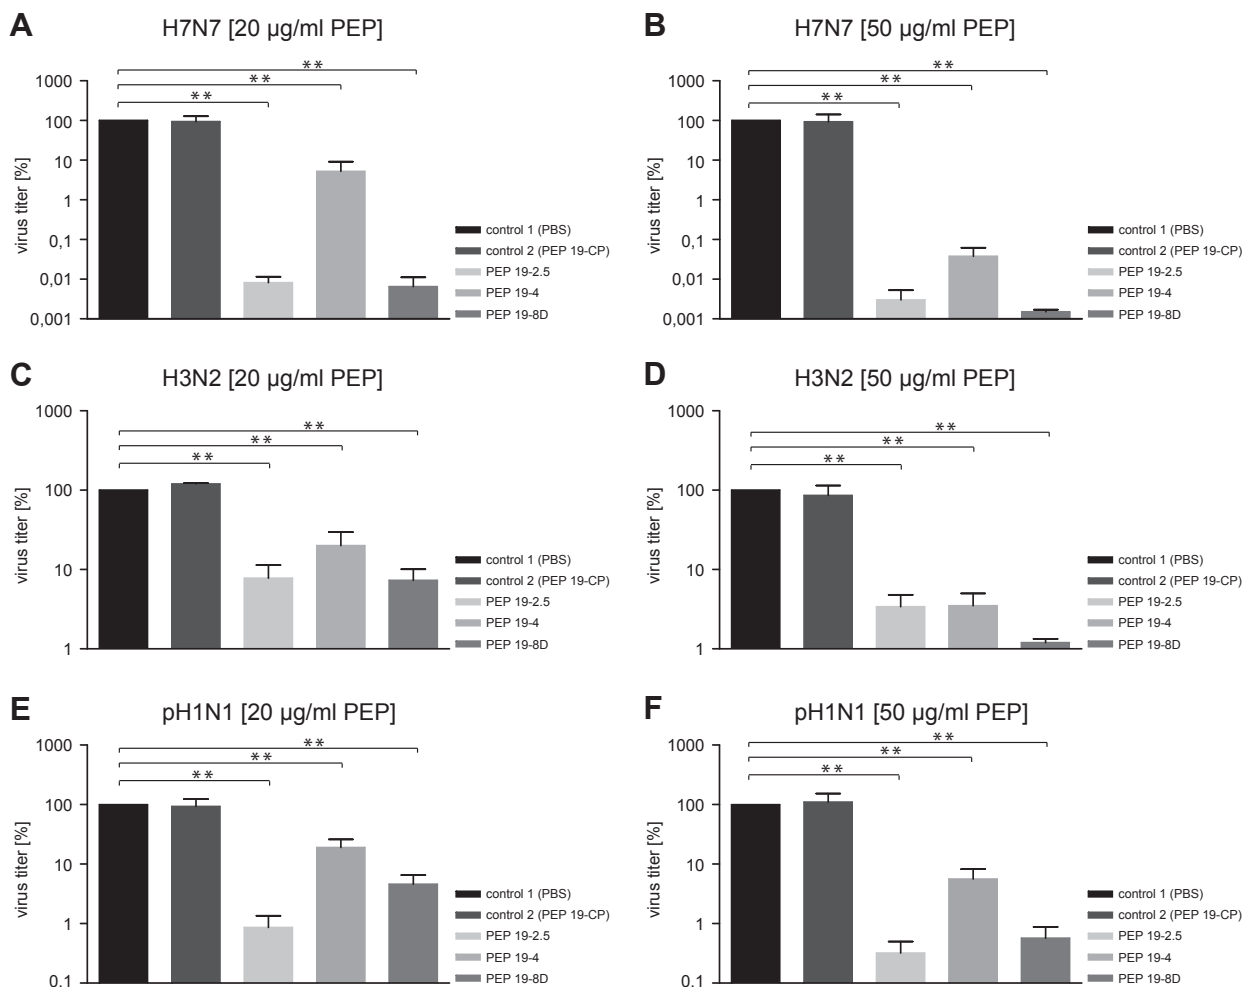 A
H7N7 [20 µg/ml PEP]
**
**
**
1000
100
10
1
0,1
0,01
0,001
virus titer [%]
control 1 (PBS)
control 2 (PEP 19-CP)
PEP 19-2.5
PEP 19-4
PEP 19-8D
B
H7N7 [50 µg/ml PEP]
**
**
**
1000
100
10
1
0,1
0,01
0,001
virus titer [%]
control 1 (PBS)
control 2 (PEP 19-CP)
PEP 19-2.5
PEP 19-4
PEP 19-8D
C
H3N2 [20 µg/ml PEP]
**
**
**
1000
100
10
1
virus titer [%]
control 1 (PBS)
control 2 (PEP 19-CP)
PEP 19-2.5
PEP 19-4
PEP 19-8D
D
H3N2 [50 µg/ml PEP]
**
**
**
1000
100
10
1
virus titer [%]
control 1 (PBS)
control 2 (PEP 19-CP)
PEP 19-2.5
PEP 19-4
PEP 19-8D
E
pH1N1 [20 µg/ml PEP]
**
**
**
1000
100
10
1
0.1
virus titer [%]
control 1 (PBS)
control 2 (PEP 19-CP)
PEP 19-2.5
PEP 19-4
PEP 19-8D
F
pH1N1 [50 µg/ml PEP]
**
**
**
1000
100
10
1
0.1
virus titer [%]
control 1 (PBS)
control 2 (PEP 19-CP)
PEP 19-2.5
PEP 19-4
PEP 19-8D